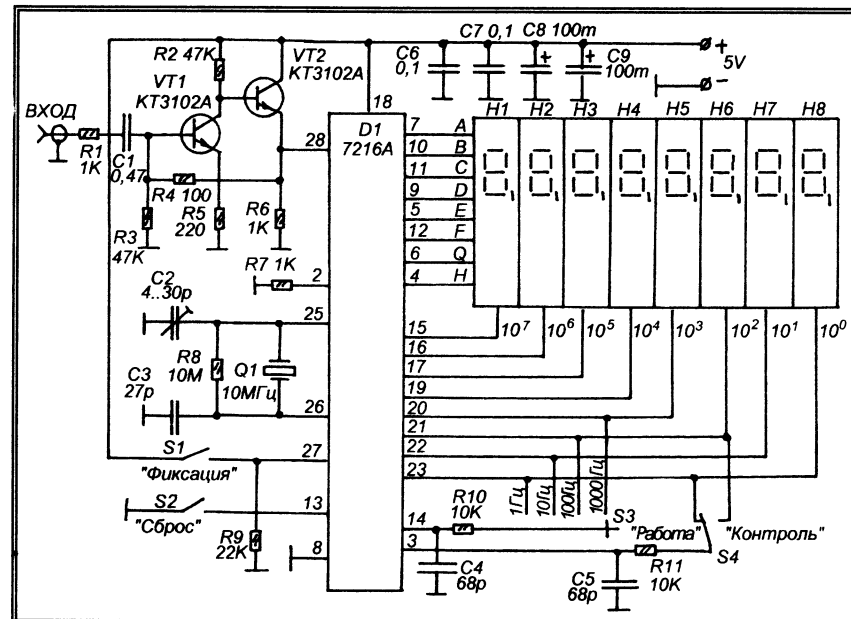 R2 47K
VT2
KT3102A
VT1
KT3102A
ВХОД
R1
1K
C1
0,47
R4 100
R3
47K
R5
220
R6
1K
R7 1K
C2
4..30p
R8
10M
Q1
10МГц
C3
27p
S1
"Фиксация"
S2
"Сброс"
R9
22K
C6
0,1
C7 0,1
C8 100m
C9
100m
+
5V
-
18
D1
7216A
28
2
25
26
27
13
8
7 A
10 B
11 C
9 D
5 E
12 F
6 Q
4 H
H1 H2 H3 H4 H5 H6 H7 H8
15 10⁷
16 10⁶
17 10⁵
19 10⁴
20 10³
21 10²
22 10¹
23 10⁰
1Гц
10Гц
100Гц
1000Гц
14
R10
10K
S3
"Работа"
"Контроль"
S4
3
R11
10K
C4
68p
C5
68p